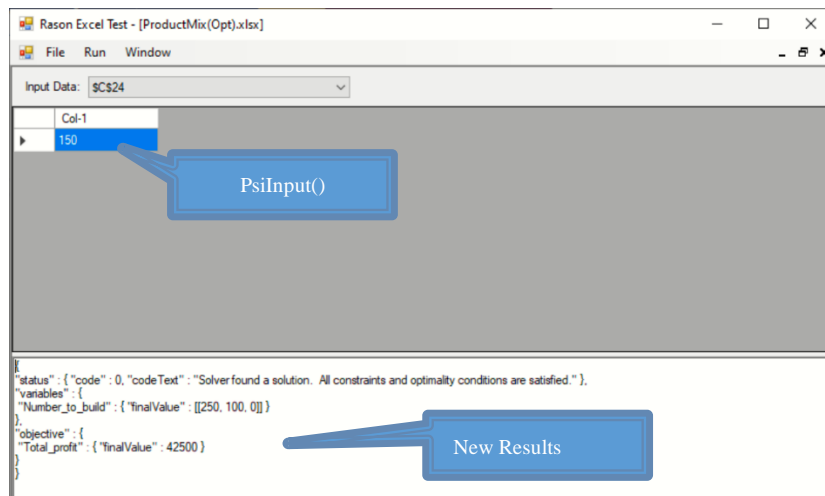 Rason Excel Test - [ProductMix(Opt).xlsx]
File Run Window
Input Data: $C$24
Col-1
150
PsiInput()
{
"status" : { "code" : 0, "codeText" : "Solver found a solution. All constraints and optimality conditions are satisfied." },
"variables" : {
"Number_to_build" : { "finalValue" : [[250, 100, 0]] }
},
"objective" : {
"Total_profit" : { "finalValue" : 42500 }
}
}
New Results